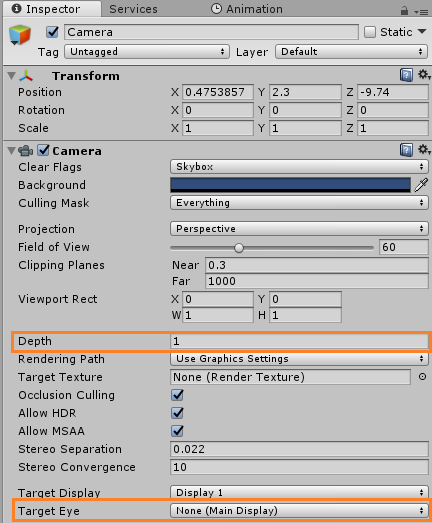 Inspector Services Animation
Camera Static
Tag Untagged Layer Default
Transform
Position X 0.4753857 Y 2.3 Z -9.74
Rotation X 0 Y 0 Z 0
Scale X 1 Y 1 Z 1
Camera
Clear Flags Skybox
Background
Culling Mask Everything
Projection Perspective
Field of View 60
Clipping Planes Near 0.3
Far 1000
Viewport Rect X 0 Y 0
W 1 H 1
Depth 1
Rendering Path Use Graphics Settings
Target Texture None (Render Texture)
Occlusion Culling
Allow HDR
Allow MSAA
Stereo Separation 0.022
Stereo Convergence 10
Target Display Display 1
Target Eye None (Main Display)